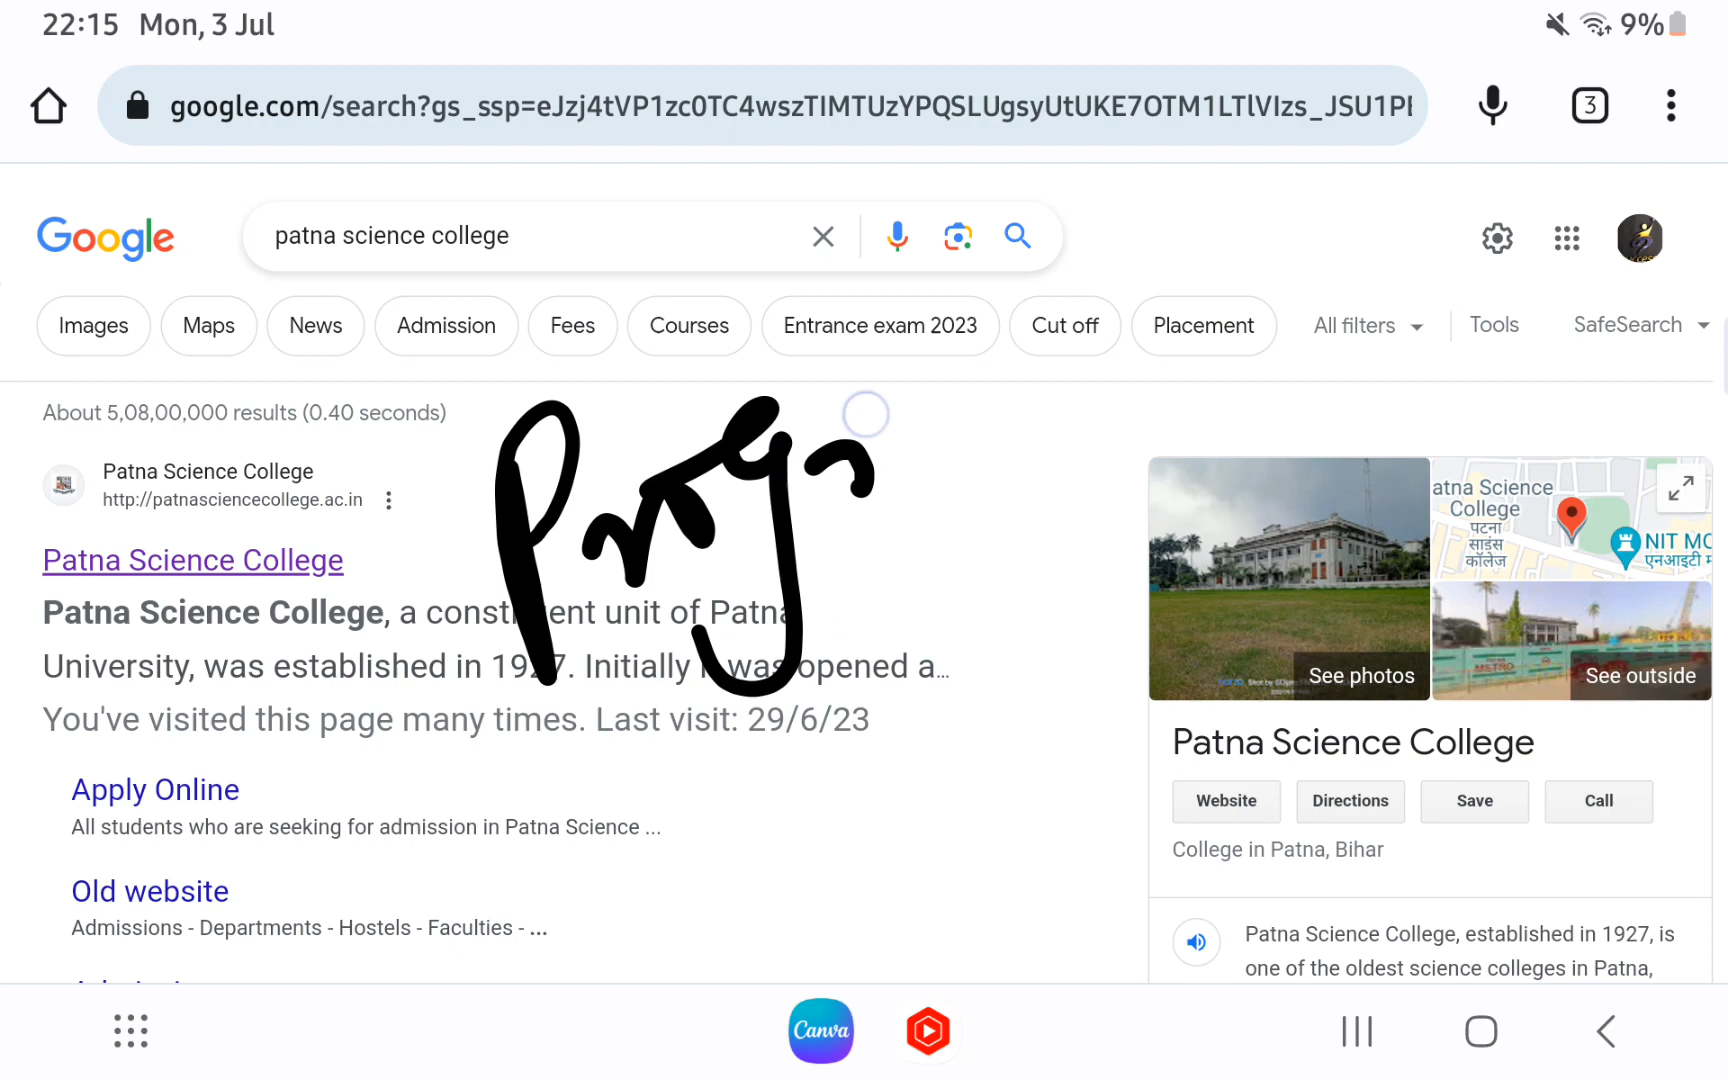 22:15 Mon, 3 Jul 9%
google.com/search?gs_ssp=eJzj4tVP1zc0TC4wszTIMTUzYPQSLUgsyUtUKE7OTM1LTlVIzs_JSU1PE
3
Google patna science college
Images Maps News Admission Fees Courses Entrance exam 2023 Cut off Placement All filters Tools SafeSearch
About 5,08,00,000 results (0.40 seconds)
Patna Science College
http://patnasciencecollege.ac.in
Patna Science College
Patna Science College, a constituent unit of Patna
University, was established in 1927. Initially it was opened a...
You've visited this page many times. Last visit: 29/6/23
Apply Online
All students who are seeking for admission in Patna Science ...
Old website
Admissions - Departments - Hostels - Faculties - ...
atna Science
College
पटना
साइंस
कॉलेज
NIT MO
एनआइटी म
See photos
See outside
Patna Science College
Website Directions Save Call
College in Patna, Bihar
Patna Science College, established in 1927, is
one of the oldest science colleges in Patna,
Canva